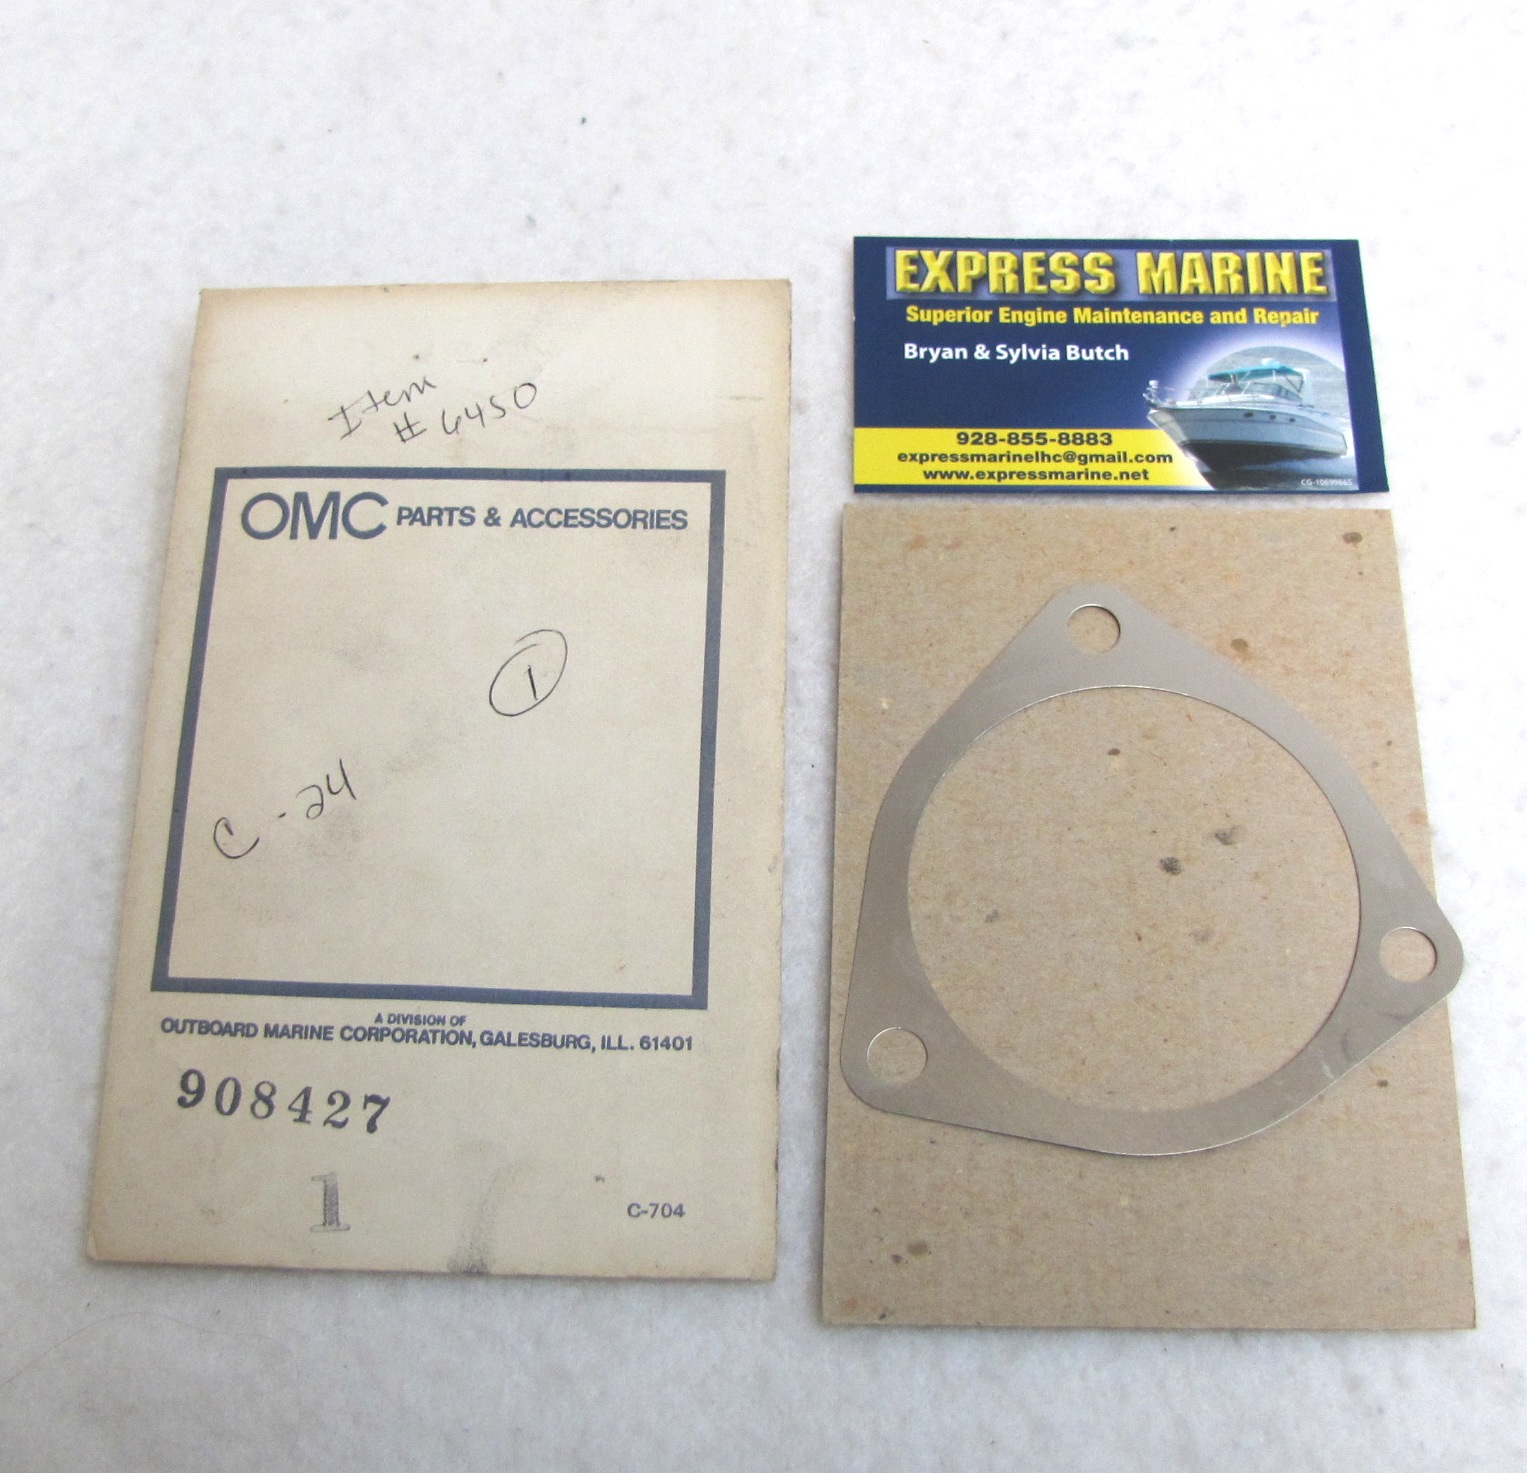 Item
# 6450
OMC PARTS & ACCESSORIES
1
C-24
A DIVISION OF
OUTBOARD MARINE CORPORATION, GALESBURG, ILL. 61401
908427
1
C-704
EXPRESS MARINE
Superior Engine Maintenance and Repair
Bryan & Sylvia Butch
928-855-8883
expressmarinelhc@gmail.com
www.expressmarine.net